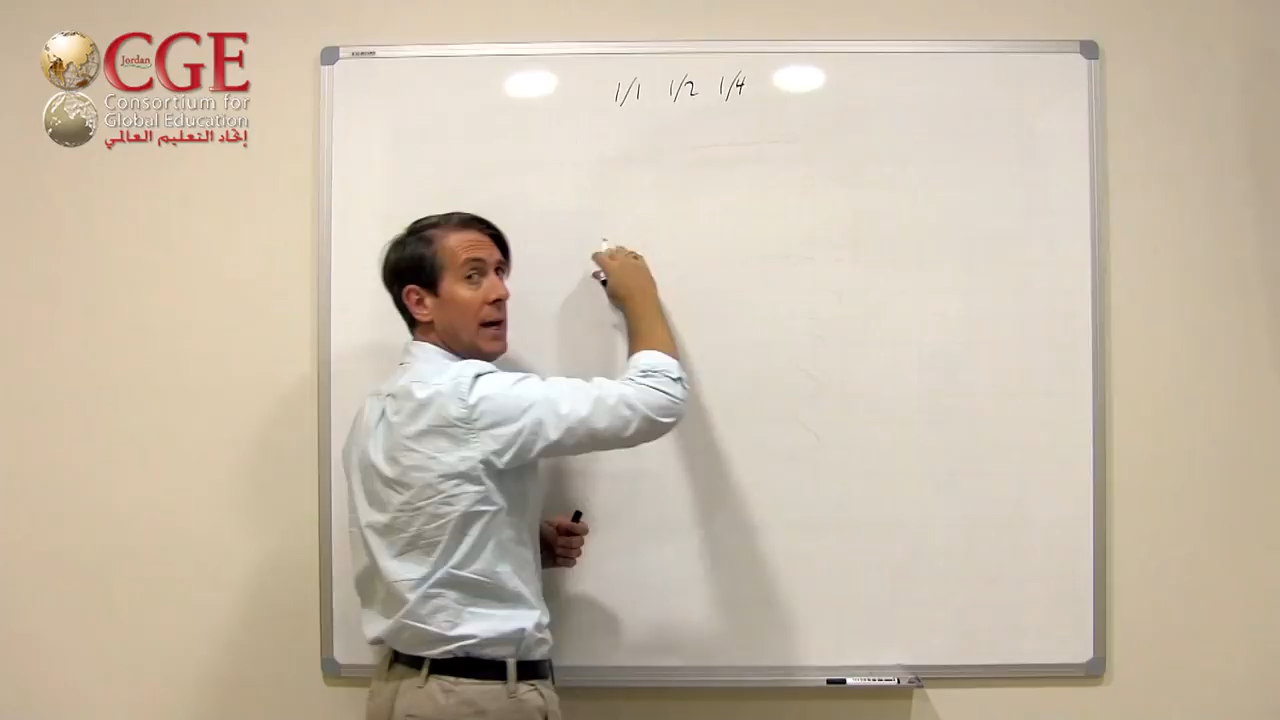 Jordan
CGE
Consortium for
Global Education
إتحاد التعليم العالمي
1/1 1/2 1/4